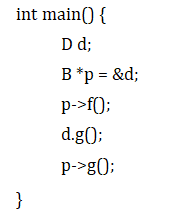 int main() {
D d;
B *p = &d;
p->f();
d.g();
p->g();
}